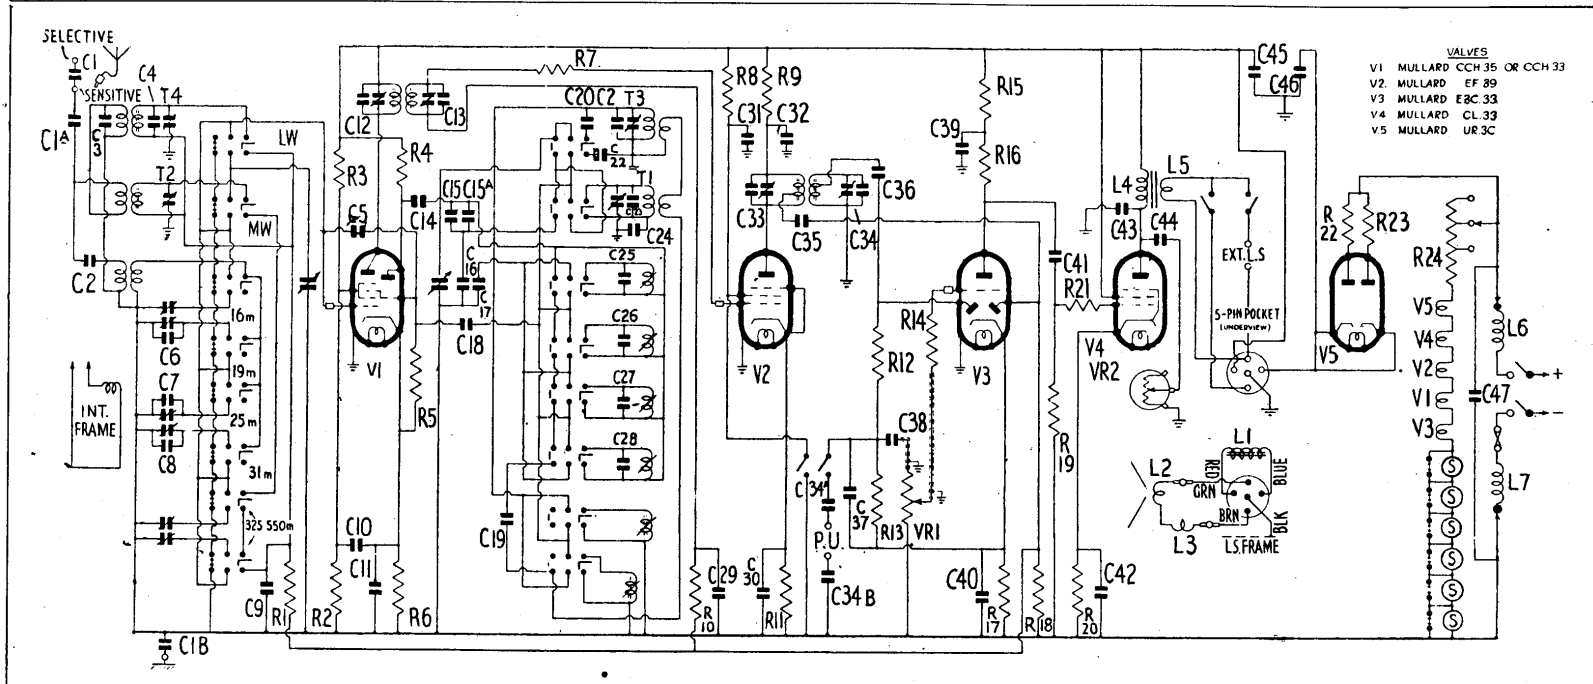 SELECTIVE
C1
SENSITIVE
C4
T4
C1A
C3
LW
T2
MW
C2
16m
C6
19m
C7
25m
C8
31m
325 550m
INT.
FRAME
C9
R1
C1B
R2
C10
C11
R6
R3
C12
R4
C13
R7
C5
C14
C15
C15A
C16
C17
V1
C18
R5
C20
C2
T3
C22
T1
C24
C25
C26
C27
C28
C19
R8
R9
C31
C32
C33
C35
C34
C36
V2
R10
C29
C30
R11
C34A
P.U.
C34B
C37
R12
R13
C38
VR1
R14
V3
R15
C39
R16
C40
R17
R18
C41
R21
R19
R20
C42
L4
L5
C43
C44
V4
VR2
EXT.L.S
5-PIN POCKET
(UNDERVIEW)
C45
C46
L1
RED
BLUE
L2
GRN
BRN
BLK
L3
L.S.FRAME
VALVES
V1 MULLARD CCH 35 OR CCH 33
V2. MULLARD EF 39
V3 MULLARD EBC.33.
V4 MULLARD CL.33
V.5 MULLARD UR.3C
R22
R23
V5
R24
V5
V4
V2
V1
V3
L6
+
C47
−
A
L7
S
S
S
S
S
S